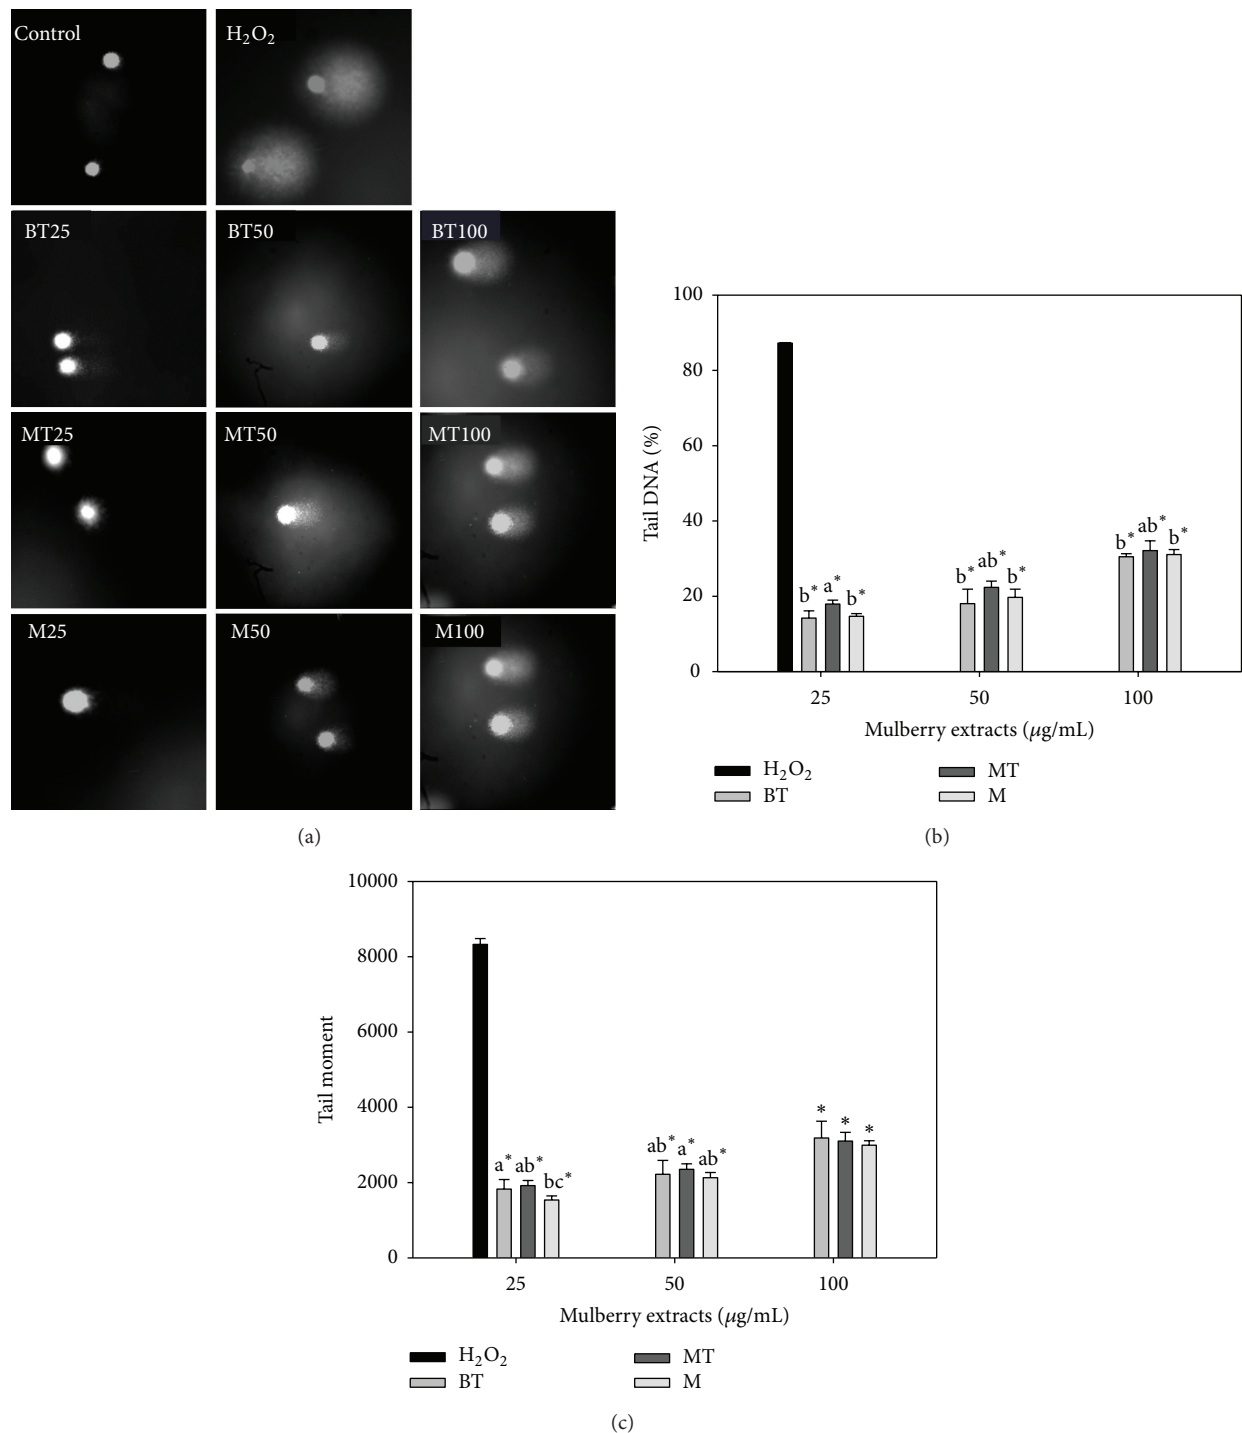 Control
H₂O₂
BT25
BT50
BT100
MT25
MT50
MT100
M25
M50
M100
(a)
100
80
60
40
20
0
Tail DNA (%)
b* a* b*
b* ab* b*
b* ab* b*
25 50 100
Mulberry extracts (μg/mL)
H₂O₂ MT
BT M
(b)
10000
8000
6000
4000
2000
0
Tail moment
a* ab* bc*
ab* a* ab*
* * *
25 50 100
Mulberry extracts (μg/mL)
H₂O₂ MT
BT M
(c)